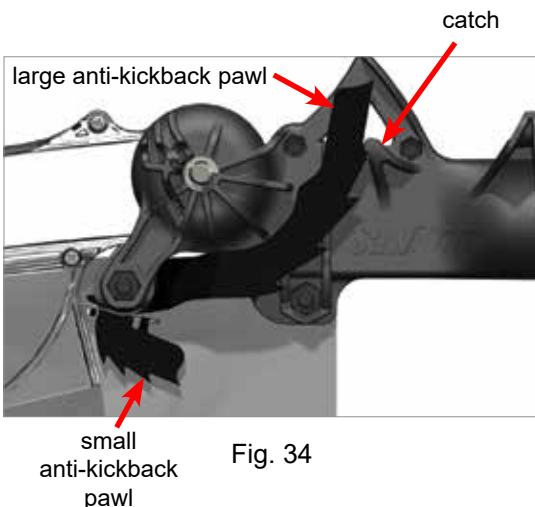 catch
large anti-kickback pawl
small
anti-kickback
pawl
Fig. 34